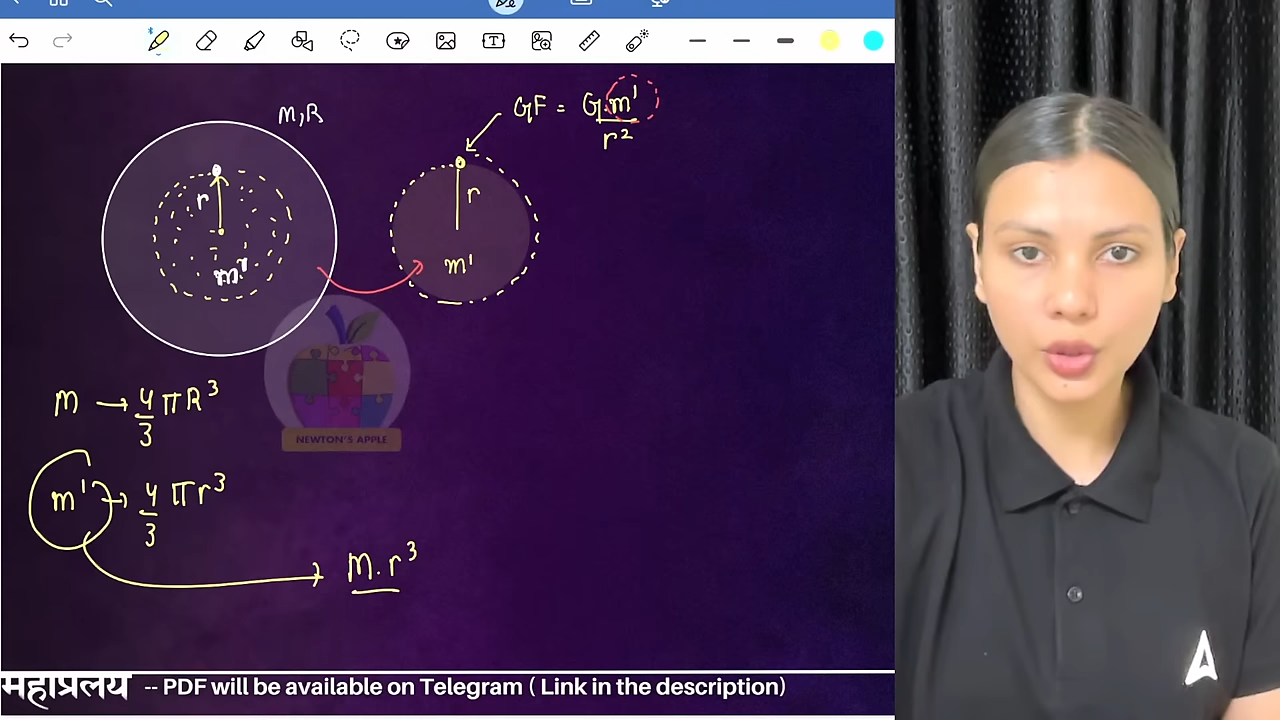 M, R
GF = G.m'
r²
r
r
m'
m'
NEWTON'S APPLE
M → 4/3 πR³
m' → 4/3 πr³
M.r³
महाप्रलय -- PDF will be available on Telegram ( Link in the description)